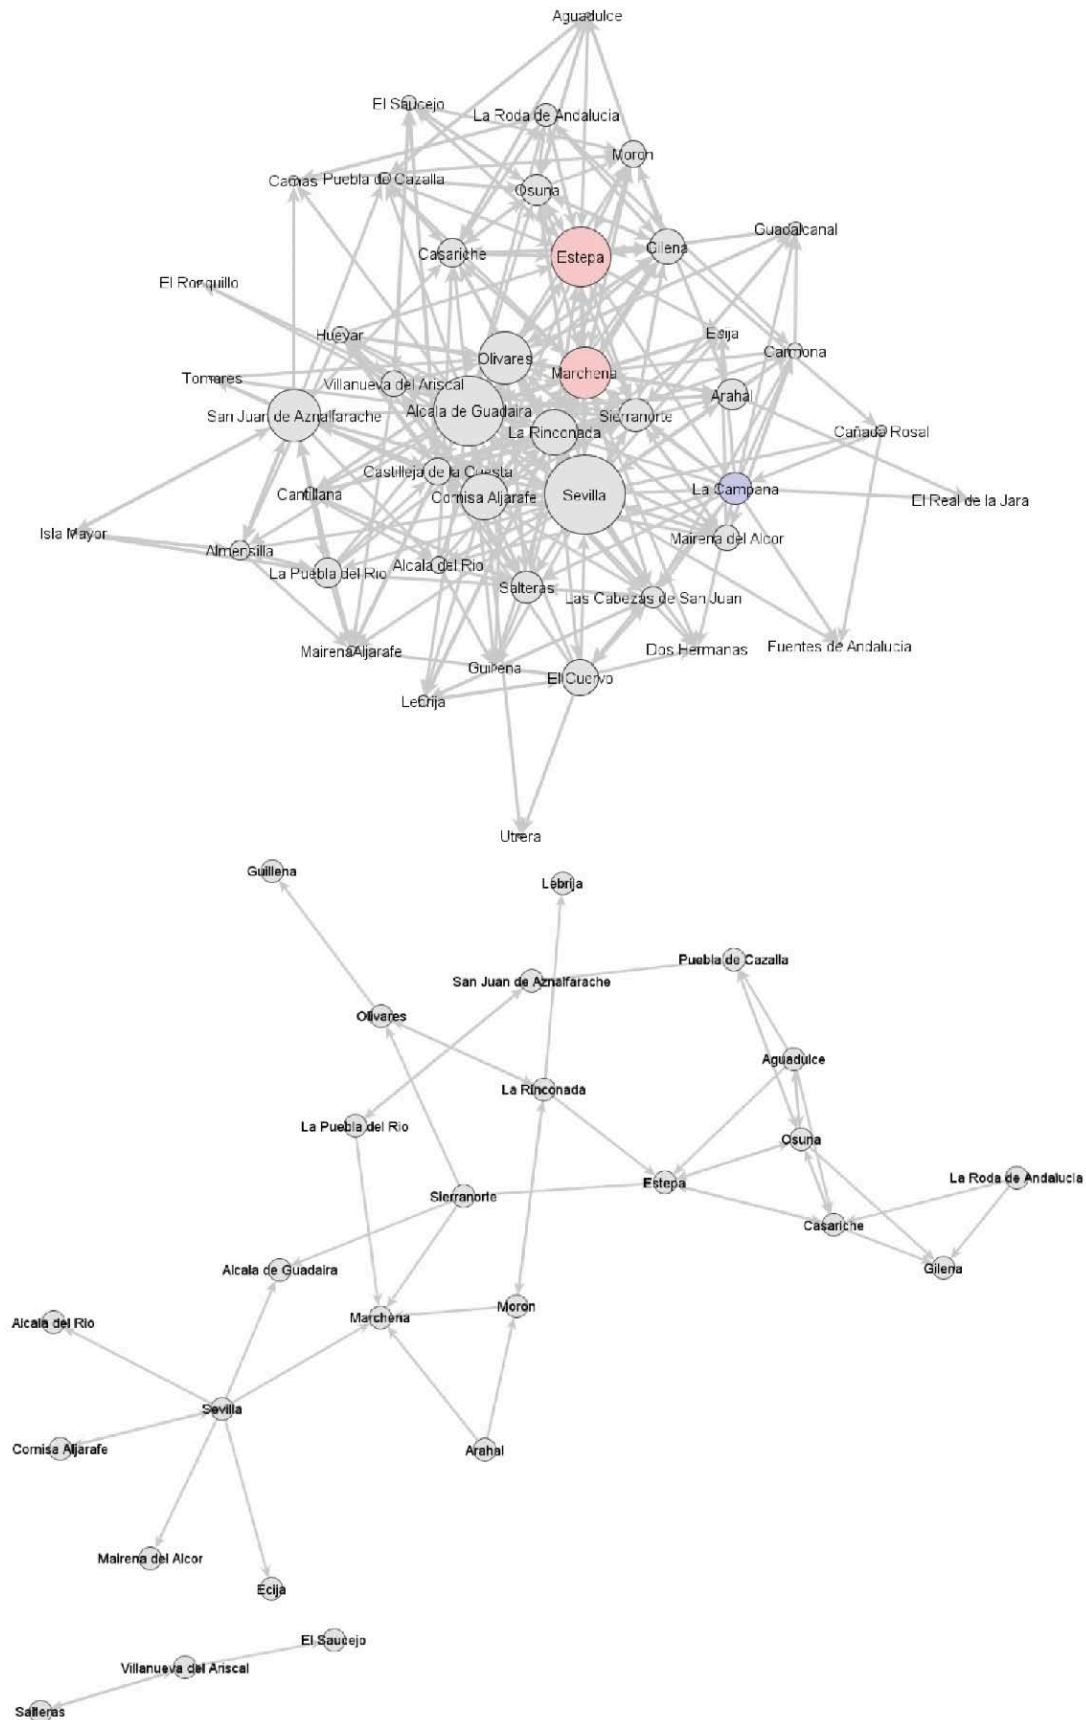 Aguadulce
El Saucejo
La Roda de Andalucia
Moron
Camas
Puebla de Cazalla
Osuna
Guadalcanal
Casariche
Estepa
Gilena
El Ronquillo
Hueyar
Esija
Olivares
Carmona
Tomares
Villanueva del Ariscal
Marchena
Arahal
San Juan de Aznalfarache
Alcala de Guadaira
Sierranorte
La Rinconada
Cañada Rosal
Castilleja de la Cuesta
Cantillana
Cornisa Aljarafe
Sevilla
La Campana
El Real de la Jara
Isla Mayor
Almensilla
Mairena del Alcor
La Puebla del Rio
Alcala del Rio
Salteras
Las Cabezas de San Juan
MairenaAljarafe
Guillena
Dos Hermanas
Fuentes de Andalucia
El Cuervo
Lebrija
Utrera
Guillena
Lebrija
Puebla de Cazalla
San Juan de Aznalfarache
Olivares
Aguadulce
La Rinconada
La Puebla del Rio
Osuna
Estepa
La Roda de Andalucia
Sierranorte
Casariche
Alcala de Guadaira
Gilena
Marchena
Moron
Alcala del Rio
Sevilla
Cornisa Aljarafe
Arahal
Mairena del Alcor
Ecija
El Saucejo
Villanueva del Ariscal
Salteras